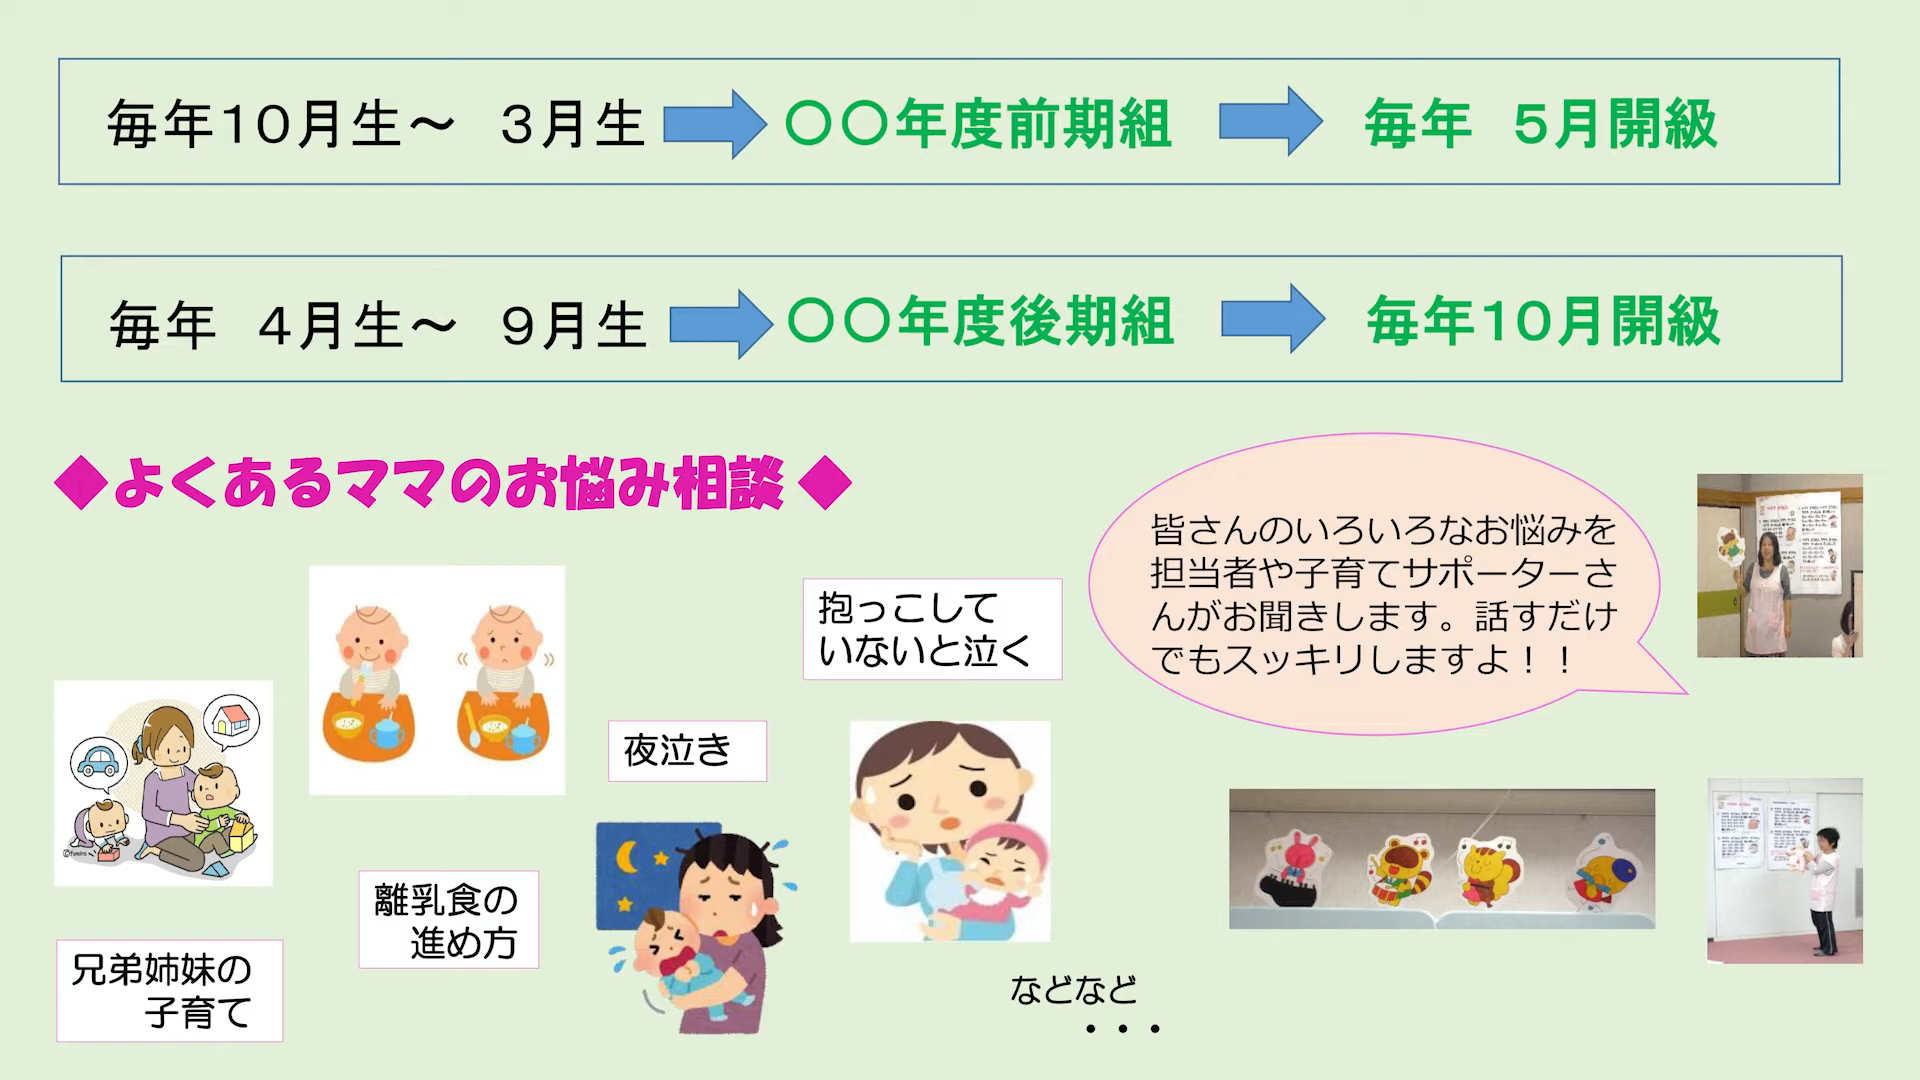 毎年１０月生～　３月生
〇〇年度前期組
毎年　５月開級
毎年　４月生～　９月生
〇〇年度後期組
毎年１０月開級
◆よくあるママのお悩み相談◆
皆さんのいろいろなお悩みを
担当者や子育てサポーターさ
んがお聞きします。話すだけ
でもスッキリしますよ！！
抱っこして
いないと泣く
夜泣き
離乳食の
進め方
兄弟姉妹の
子育て
などなど
・・・